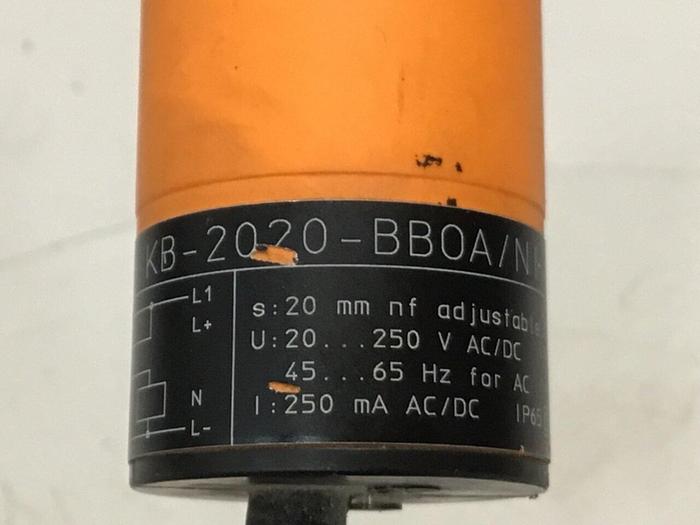 KB-2020-BBOA/N
L1
L+
N
L-
s:20 mm nf adjustable
U:20...250 V AC/DC
45...65 Hz for AC
I:250 mA AC/DC IP65